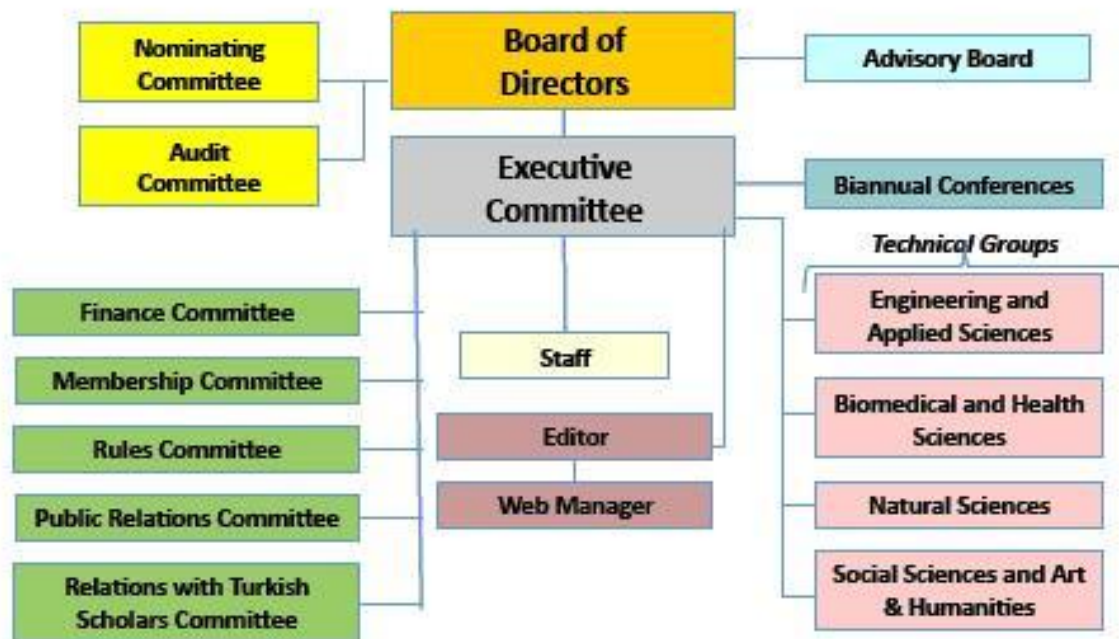 Nominating
Committee
Board of
Directors
Advisory Board
Audit
Committee
Executive
Committee
Biannual Conferences
Technical Groups
Finance Committee
Engineering and
Applied Sciences
Staff
Membership Committee
Biomedical and Health
Sciences
Editor
Rules Committee
Web Manager
Public Relations Committee
Natural Sciences
Relations with Turkish
Scholars Committee
Social Sciences and Art
& Humanities